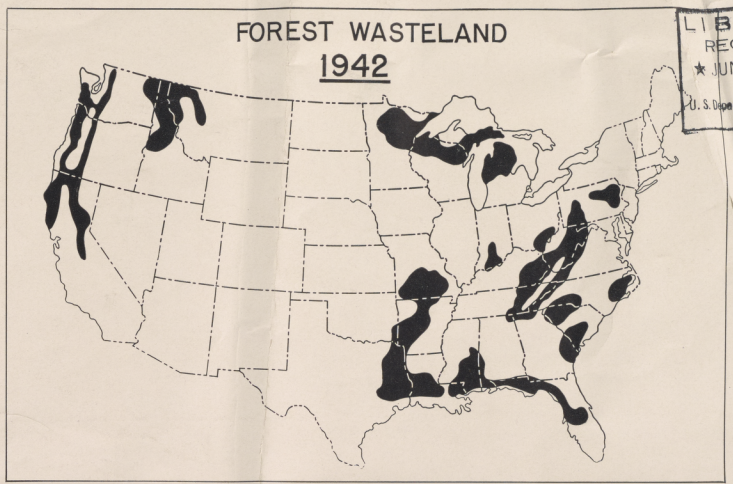 FOREST WASTELAND
1942
LIB
REC
★ JUN
U.S. Depa